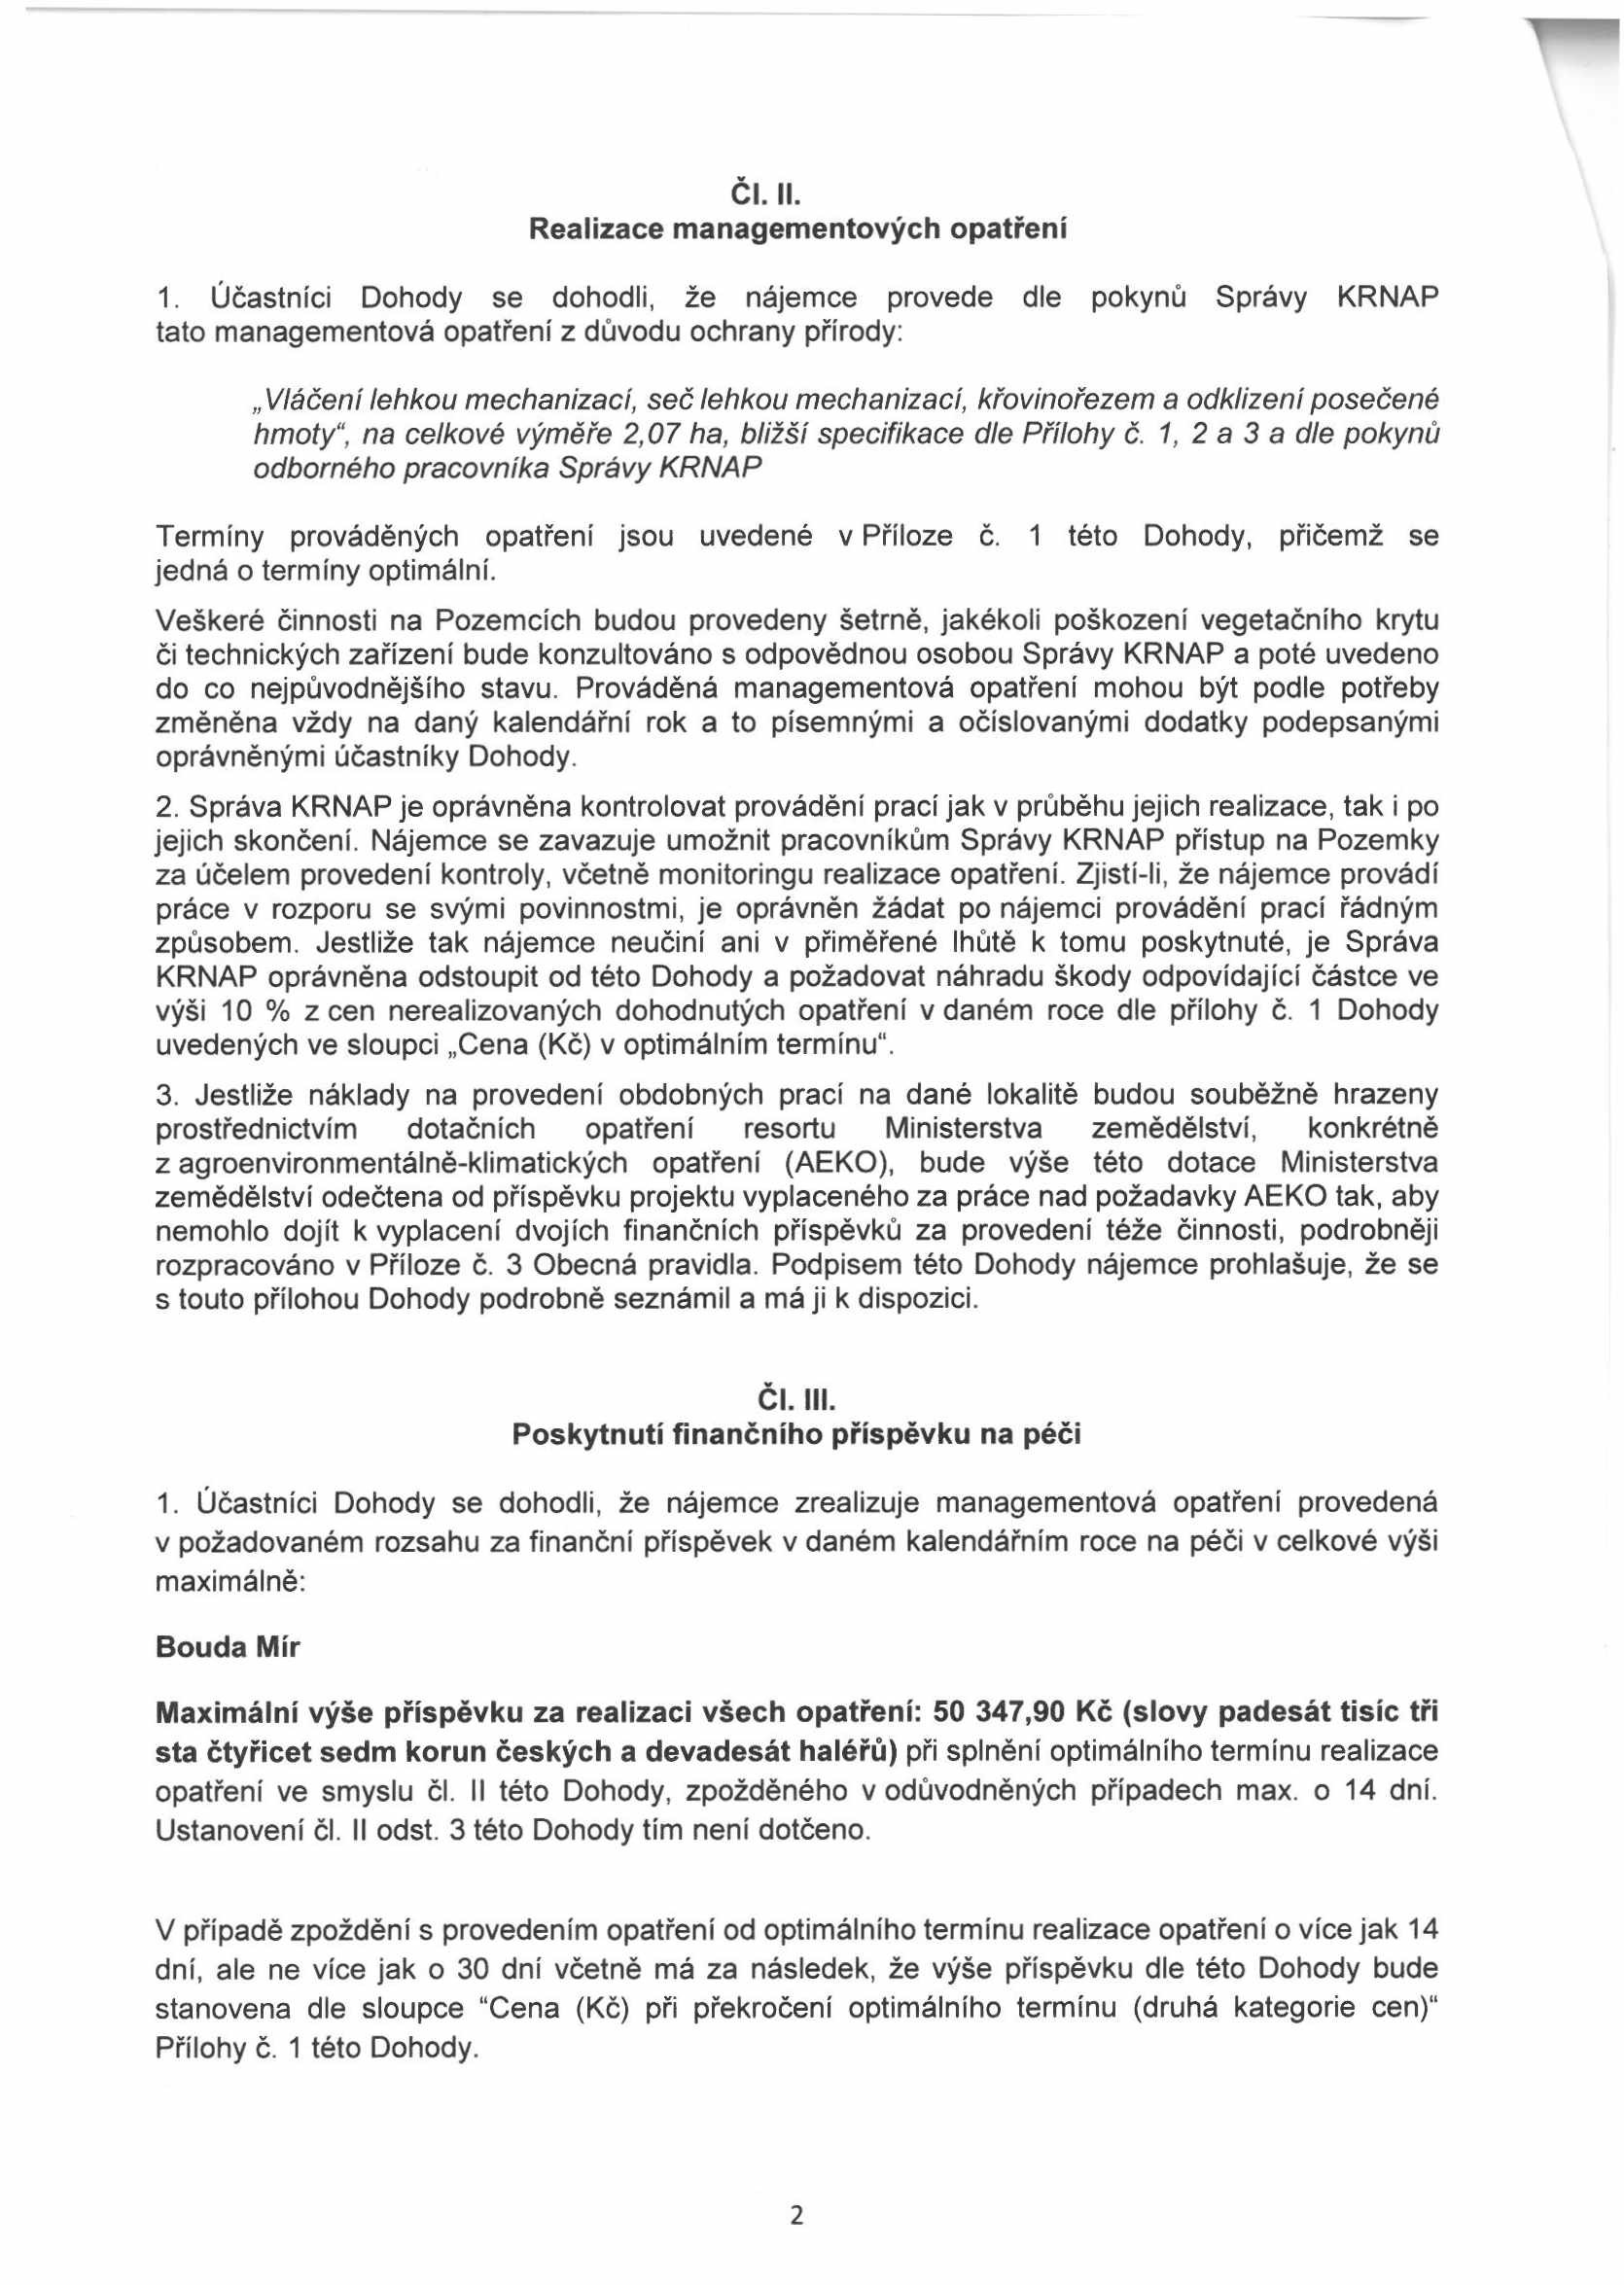 Čl. II.
Realizace managementových opatření
1. Účastníci Dohody se dohodli, že nájemce provede dle pokynů Správy KRNAP
tato managementová opatření z důvodu ochrany přírody:
„Vláčení lehkou mechanizací, seč lehkou mechanizací, křovinořezem a odklizení posečené
hmoty“, na celkové výměře 2,07 ha, bližší specifikace dle Přílohy č. 1, 2 a 3 a dle pokynů
odborného pracovníka Správy KRNAP
Termíny prováděných opatření jsou uvedené v Příloze č. 1 této Dohody, přičemž se
jedná o termíny optimální.
Veškeré činnosti na Pozemcích budou provedeny šetrně, jakékoli poškození vegetačního krytu
či technických zařízení bude konzultováno s odpovědnou osobou Správy KRNAP a poté uvedeno
do co nejpůvodnějšího stavu. Prováděná managementová opatření mohou být podle potřeby
změněna vždy na daný kalendářní rok a to písemnými a očíslovanými dodatky podepsanými
oprávněnými účastníky Dohody.
2. Správa KRNAP je oprávněna kontrolovat provádění prací jak v průběhu jejich realizace, tak i po
jejich skončení. Nájemce se zavazuje umožnit pracovníkům Správy KRNAP přístup na Pozemky
za účelem provedení kontroly, včetně monitoringu realizace opatření. Zjistí-li, že nájemce provádí
práce v rozporu se svými povinnostmi, je oprávněn žádat po nájemci provádění prací řádným
způsobem. Jestliže tak nájemce neučiní ani v přiměřené lhůtě k tomu poskytnuté, je Správa
KRNAP oprávněna odstoupit od této Dohody a požadovat náhradu škody odpovídající částce ve
výši 10 % z cen nerealizovaných dohodnutých opatření v daném roce dle přílohy č. 1 Dohody
uvedených ve sloupci „Cena (Kč) v optimálním termínu“.
3. Jestliže náklady na provedení obdobných prací na dané lokalitě budou souběžně hrazeny
prostřednictvím dotačních opatření resortu Ministerstva zemědělství, konkrétně
z agroenvironmentálně-klimatických opatření (AEKO), bude výše této dotace Ministerstva
zemědělství odečtena od příspěvku projektu vyplaceného za práce nad požadavky AEKO tak, aby
nemohlo dojít k vyplacení dvojích finančních příspěvků za provedení téže činnosti, podrobněji
rozpracováno v Příloze č. 3 Obecná pravidla. Podpisem této Dohody nájemce prohlašuje, že se
s touto přílohou Dohody podrobně seznámil a má ji k dispozici.
Čl. III.
Poskytnutí finančního příspěvku na péči
1. Účastníci Dohody se dohodli, že nájemce zrealizuje managementová opatření provedená
v požadovaném rozsahu za finanční příspěvek v daném kalendářním roce na péči v celkové výši
maximálně:
Bouda Mír
Maximální výše příspěvku za realizaci všech opatření: 50 347,90 Kč (slovy padesát tisíc tři
sta čtyřicet sedm korun českých a devadesát haléřů) při splnění optimálního termínu realizace
opatření ve smyslu čl. II této Dohody, zpožděného v odůvodněných případech max. o 14 dní.
Ustanovení čl. II odst. 3 této Dohody tím není dotčeno.
V případě zpoždění s provedením opatření od optimálního termínu realizace opatření o více jak 14
dní, ale ne více jak o 30 dní včetně má za následek, že výše příspěvku dle této Dohody bude
stanovena dle sloupce “Cena (Kč) při překročení optimálního termínu (druhá kategorie cen)“
Přílohy č. 1 této Dohody.
2